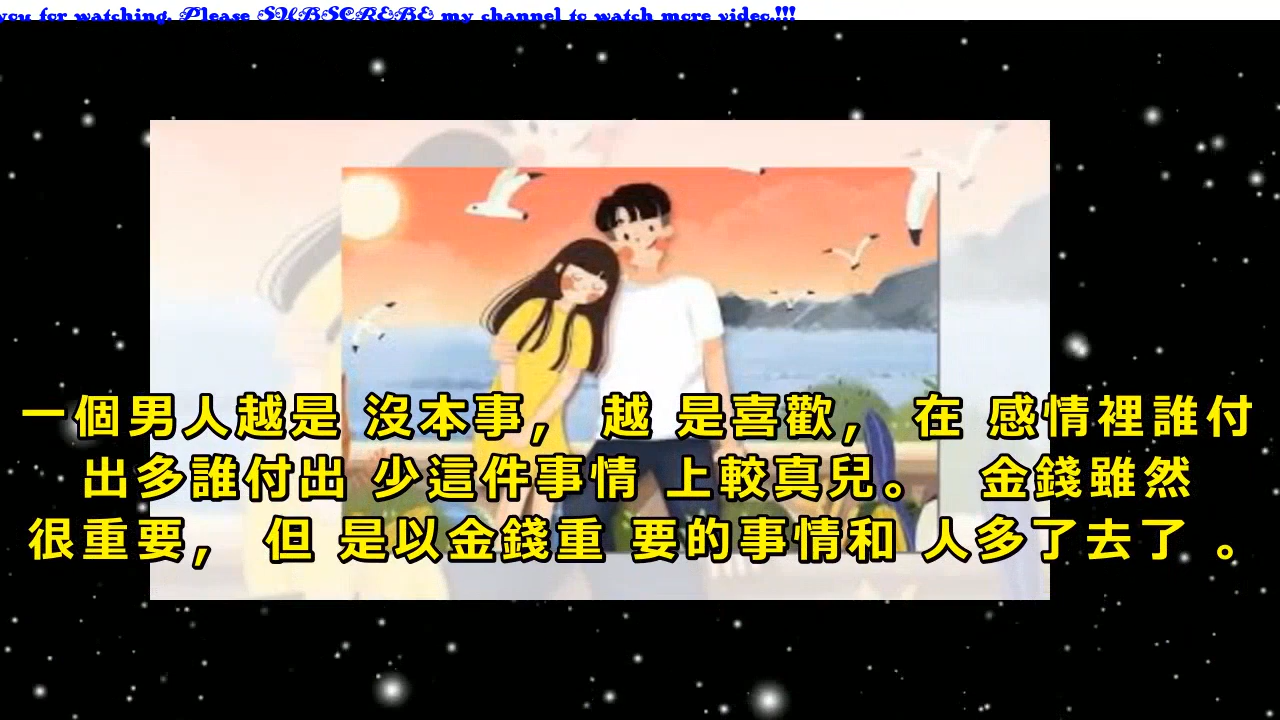 you for watching. Please SUBSCREBE my channel to watch more video.!!!
一個男人越是 沒本事， 越 是喜歡， 在 感情裡誰付
出多誰付出 少這件事情 上較真兒。 金錢雖然
很重要， 但 是以金錢重 要的事情和 人多了去了 。